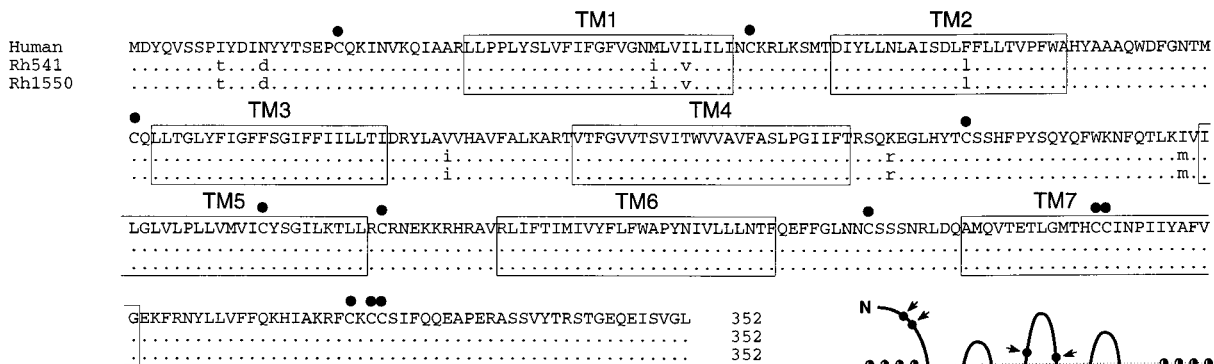 TM1 TM2
Human MDYQVSSPIYDINYYTSEPCQKINVKQIAARLLPPLYSLVFIFGFVGNMLVILILINCKRLKSMTDIYLLNLAISDLFFLLTVPFWAHYAAAQWDFGNTM
Rh541 ........t...d...................................i..v.........................l......................
Rh1550 ........t...d...................................i..v.........................l......................
TM3 TM4
CQLLTGLYFIGFFSGIFFIILLTIDRYLAVVHAVFALKARTVTFGVVTSVITWVVAVFASLPGIIFTRSQKEGLHYTCSSHFPYSQYQFWKNFQTLKIVI
.............................i........................................r..........................m..
.............................i........................................r..........................m..
TM5 TM6 TM7
LGLVLPLLVMVICYSGILKTLLRCRNEKKRHRAVRLIFTIMIVYFLFWAPYNIVLLLNTFQEFFGLNNCSSSNRLDQAMQVTETLGMTHCCINPIIYAFV
....................................................................................................
....................................................................................................
GEKFRNYLLVFFQKHIAKRFCKCCSIFQQEAPERASSVYTRSTGEQEISVGL 352
.................................................... 352
.................................................... 352
N